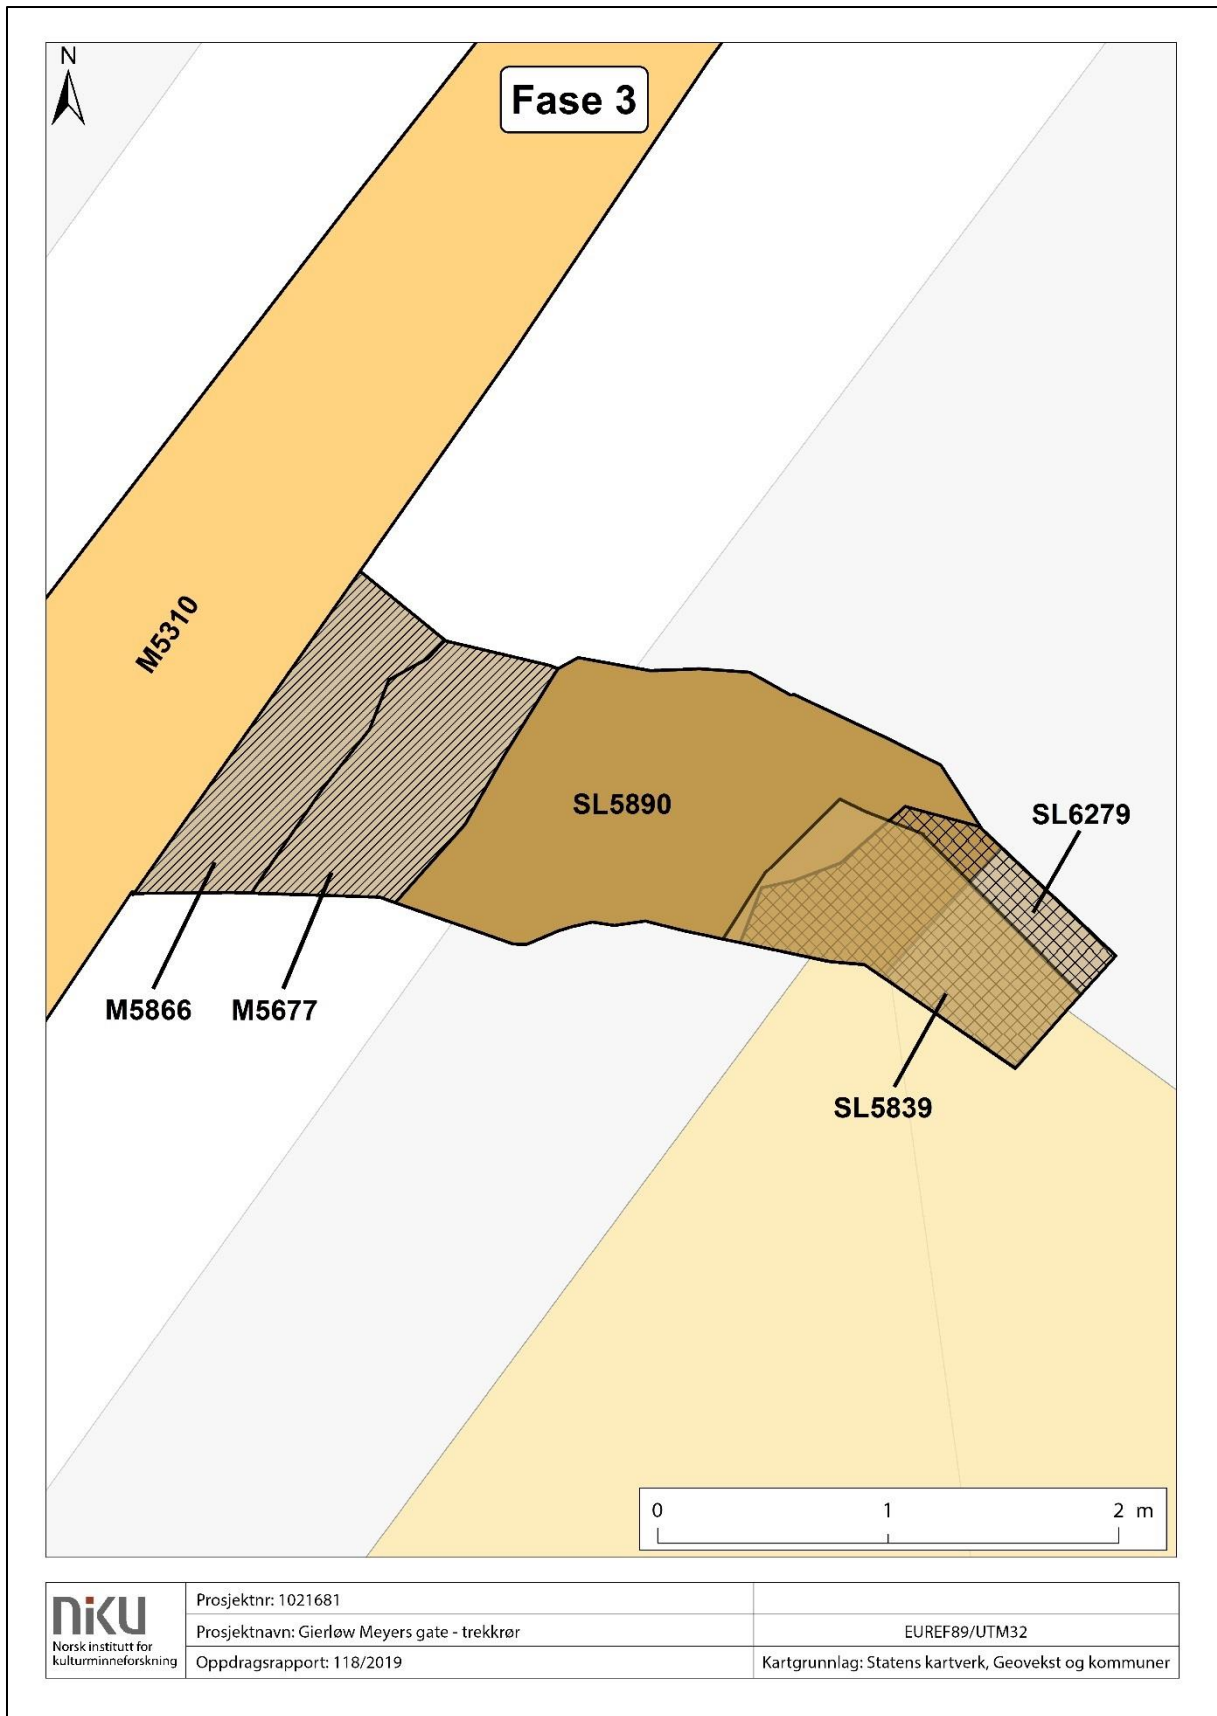 N
Fase 3
M5310
SL5890
SL6279
M5866
M5677
SL5839
0 1 2 m
niku
Norsk institutt for
kulturminneforskning
Prosjektnr: 1021681
Prosjektnavn: Gierløw Meyers gate - trekkrør
EUREF89/UTM32
Oppdragsrapport: 118/2019
Kartgrunnlag: Statens kartverk, Geovekst og kommuner